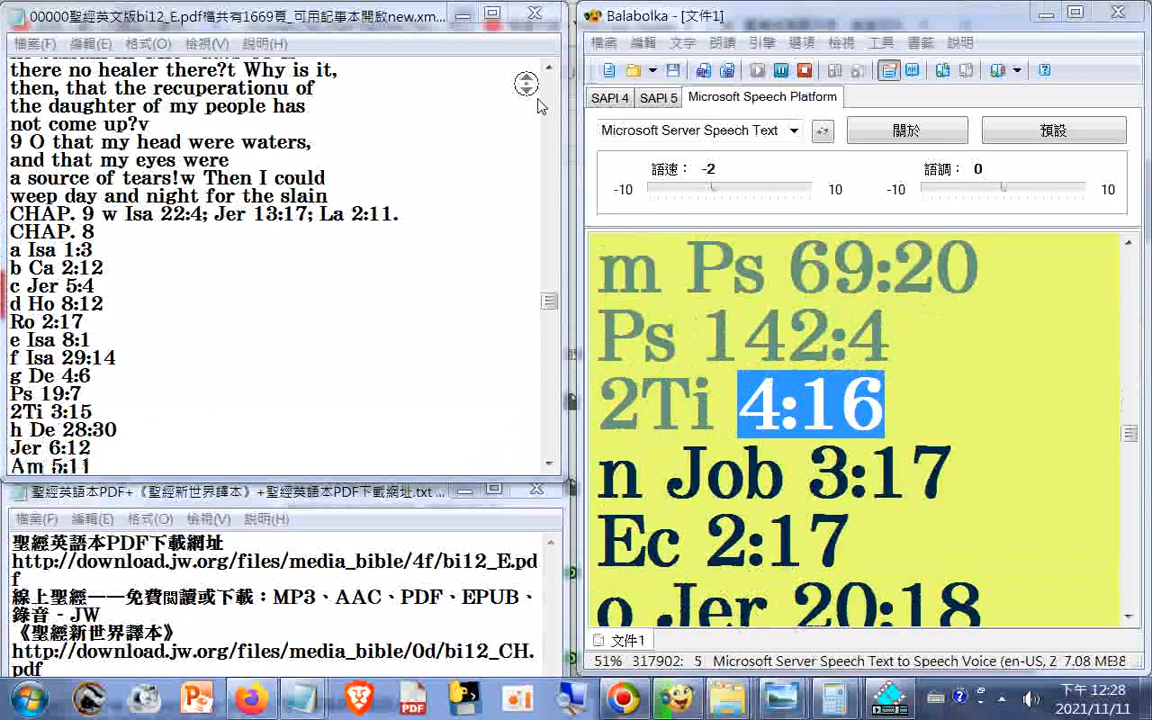 00000聖經英文版bi12_E.pdf檔共有1669頁_可用記事本開啟new.xm...
檔案(F) 編輯(E) 格式(O) 檢視(V) 說明(H)
there no healer there?t Why is it,
then, that the recuperationu of
the daughter of my people has
not come up?v
9 O that my head were waters,
and that my eyes were
a source of tears!w Then I could
weep day and night for the slain
CHAP. 9 w Isa 22:4; Jer 13:17; La 2:11.
CHAP. 8
a Isa 1:3
b Ca 2:12
c Jer 5:4
d Ho 8:12
Ro 2:17
e Isa 8:1
f Isa 29:14
g De 4:6
Ps 19:7
2Ti 3:15
h De 28:30
Jer 6:12
Am 5:11
聖經英語本PDF+《聖經新世界譯本》+聖經英語本PDF下載網址.txt ...
檔案(F) 編輯(E) 格式(O) 檢視(V) 說明(H)
聖經英語本PDF下載網址
http://download.jw.org/files/media_bible/4f/bi12_E.pd
f
線上聖經——免費閱讀或下載：MP3、AAC、PDF、EPUB、
錄音 - JW
《聖經新世界譯本》
http://download.jw.org/files/media_bible/0d/bi12_CH.
pdf
Balabolka - [文件1]
檔案 編輯 文字 朗讀 引擎 選項 檢視 工具 書籤 說明
SAPI 4 SAPI 5 Microsoft Speech Platform
Microsoft Server Speech Text 關於 預設
語速： -2 語調： 0
-10 10 -10 10
m Ps 69:20
Ps 142:4
2Ti 4:16
n Job 3:17
Ec 2:17
o Jer 20:18
文件1
51% 317902: 5 Microsoft Server Speech Text to Speech Voice (en-US, Z 7.08 MB
下午 12:28
2021/11/11